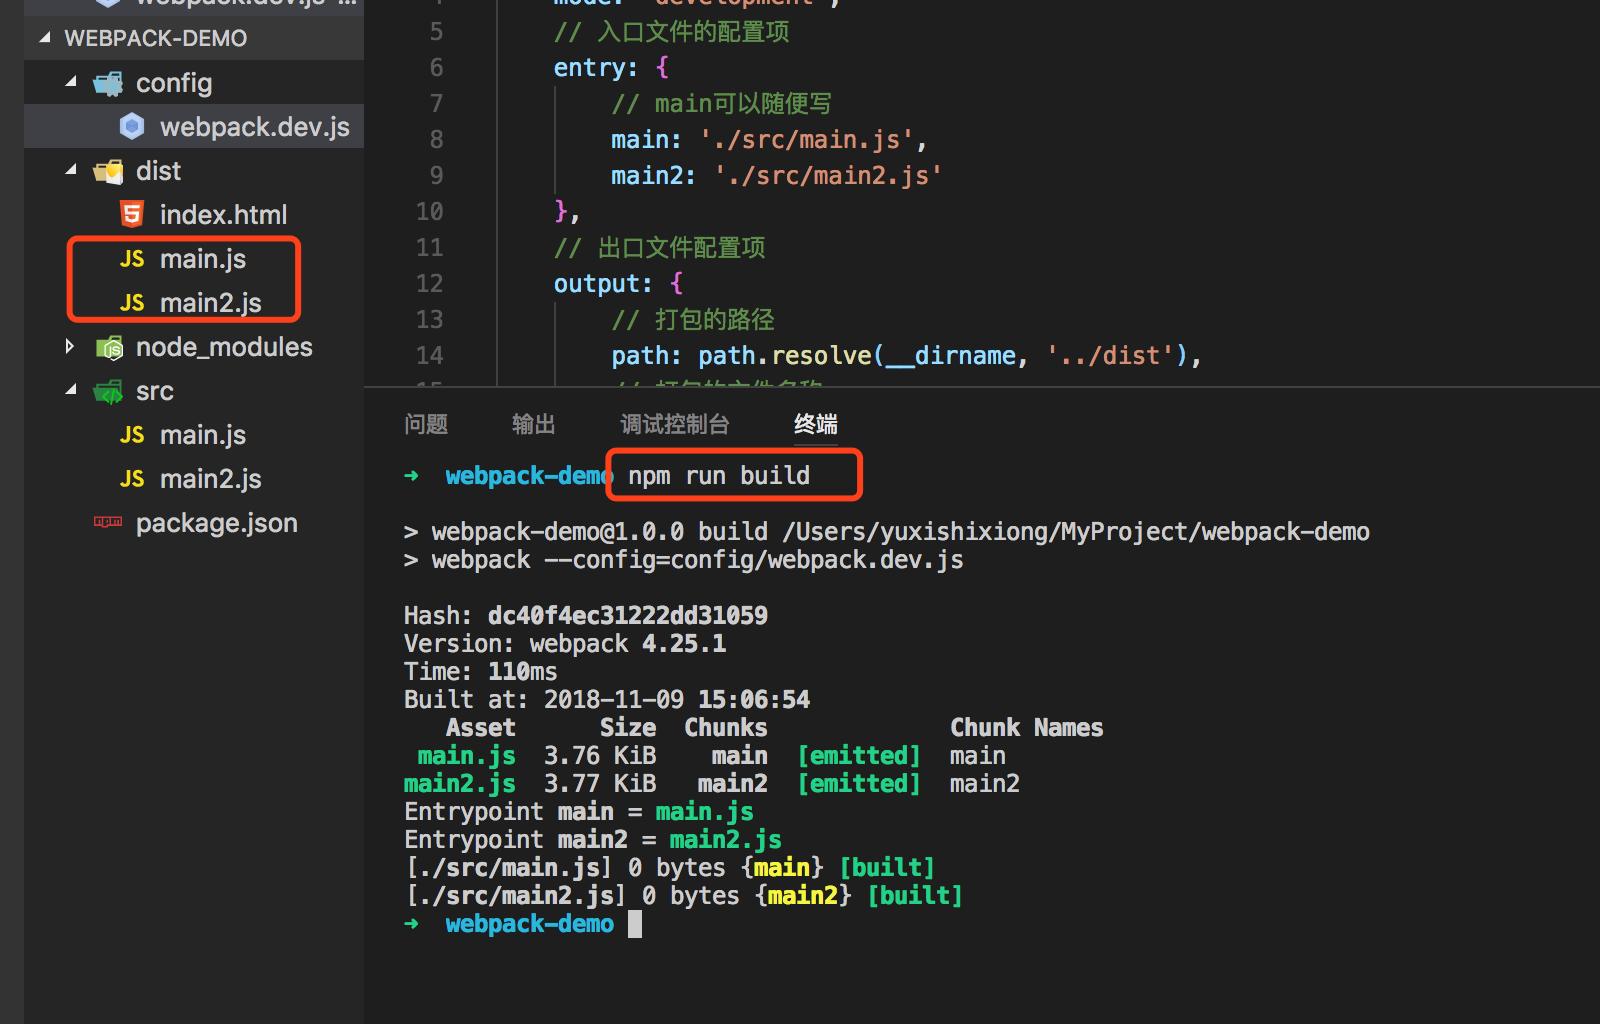 webpack.dev.js ...
WEBPACK-DEMO
config
webpack.dev.js
dist
index.html
JS main.js
JS main2.js
node_modules
src
JS main.js
JS main2.js
package.json
mode: 'development',
5 // 入口文件的配置项
6 entry: {
7 // main可以随便写
8 main: './src/main.js',
9 main2: './src/main2.js'
10 },
11 // 出口文件配置项
12 output: {
13 // 打包的路径
14 path: path.resolve(__dirname, '../dist'),
15 // 打包的文件名称
问题 输出 调试控制台 终端
➜ webpack-demo npm run build
> webpack-demo@1.0.0 build /Users/yuxishixiong/MyProject/webpack-demo
> webpack --config=config/webpack.dev.js
Hash: dc40f4ec31222dd31059
Version: webpack 4.25.1
Time: 110ms
Built at: 2018-11-09 15:06:54
Asset Size Chunks Chunk Names
main.js 3.76 KiB main [emitted] main
main2.js 3.77 KiB main2 [emitted] main2
Entrypoint main = main.js
Entrypoint main2 = main2.js
[./src/main.js] 0 bytes {main} [built]
[./src/main2.js] 0 bytes {main2} [built]
➜ webpack-demo